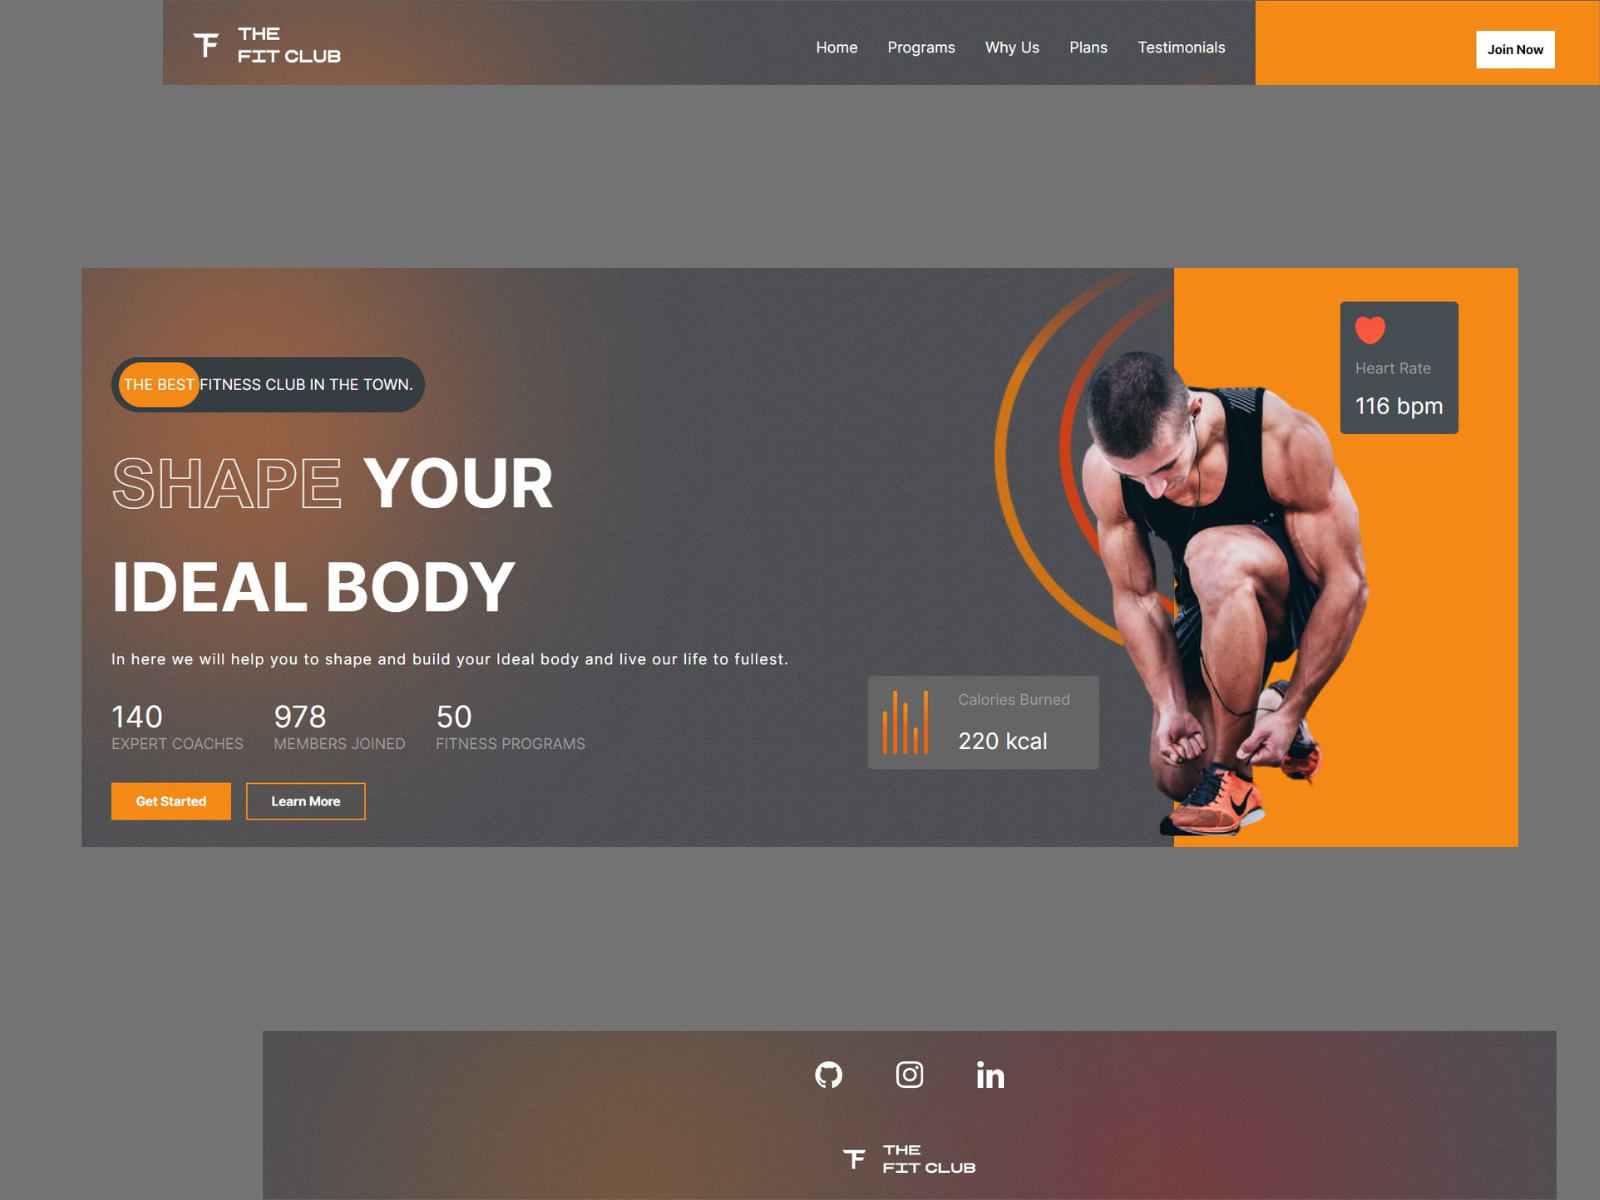 THE
FIT CLUB
Home Programs Why Us Plans Testimonials
Join Now
THE BEST FITNESS CLUB IN THE TOWN.
SHAPE YOUR
IDEAL BODY
In here we will help you to shape and build your Ideal body and live our life to fullest.
140 978 50
EXPERT COACHES MEMBERS JOINED FITNESS PROGRAMS
Get Started Learn More
Heart Rate
116 bpm
Calories Burned
220 kcal
THE
FIT CLUB